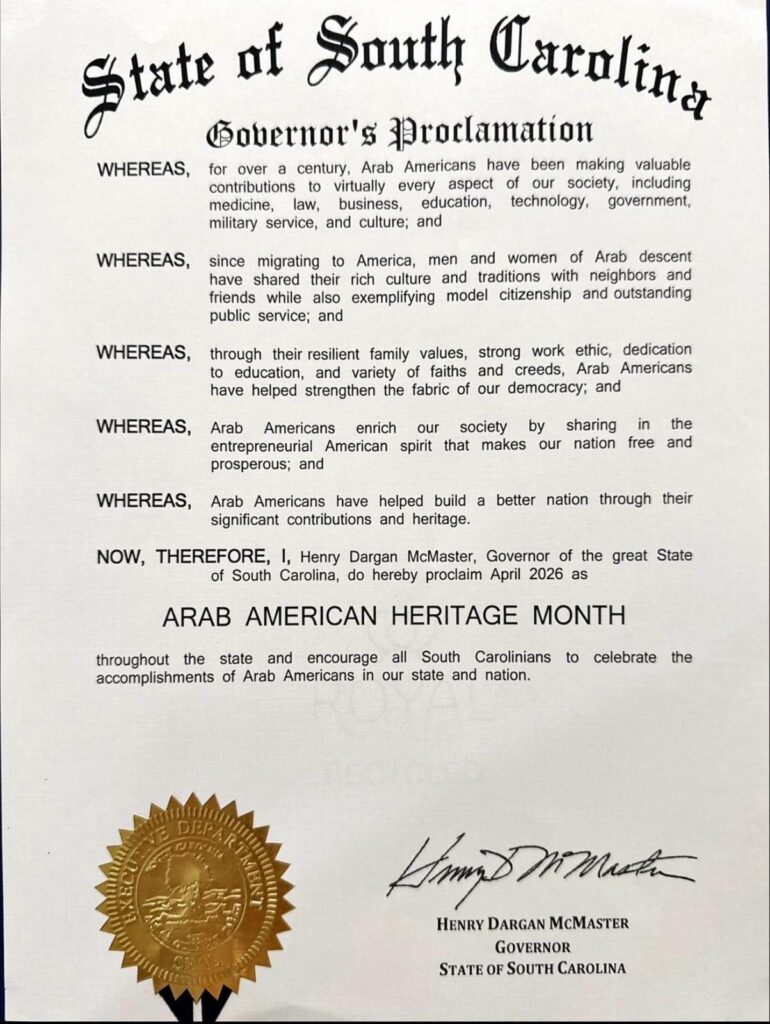 State of South Carolina
Governor's Proclamation
WHEREAS, for over a century, Arab Americans have been making valuable
contributions to virtually every aspect of our society, including
medicine, law, business, education, technology, government,
military service, and culture; and
WHEREAS, since migrating to America, men and women of Arab descent
have shared their rich culture and traditions with neighbors and
friends while also exemplifying model citizenship and outstanding
public service; and
WHEREAS, through their resilient family values, strong work ethic, dedication
to education, and variety of faiths and creeds, Arab Americans
have helped strengthen the fabric of our democracy; and
WHEREAS, Arab Americans enrich our society by sharing in the
entrepreneurial American spirit that makes our nation free and
prosperous; and
WHEREAS, Arab Americans have helped build a better nation through their
significant contributions and heritage.
NOW, THEREFORE, I, Henry Dargan McMaster, Governor of the great State
of South Carolina, do hereby proclaim April 2026 as
ARAB AMERICAN HERITAGE MONTH
throughout the state and encourage all South Carolinians to celebrate the
accomplishments of Arab Americans in our state and nation.
ROYAL
RECYCLED
EXECUTIVE DEPARTMENT
SOUTH CAROLINA
Henry D McMaster
HENRY DARGAN MCMASTER
GOVERNOR
STATE OF SOUTH CAROLINA